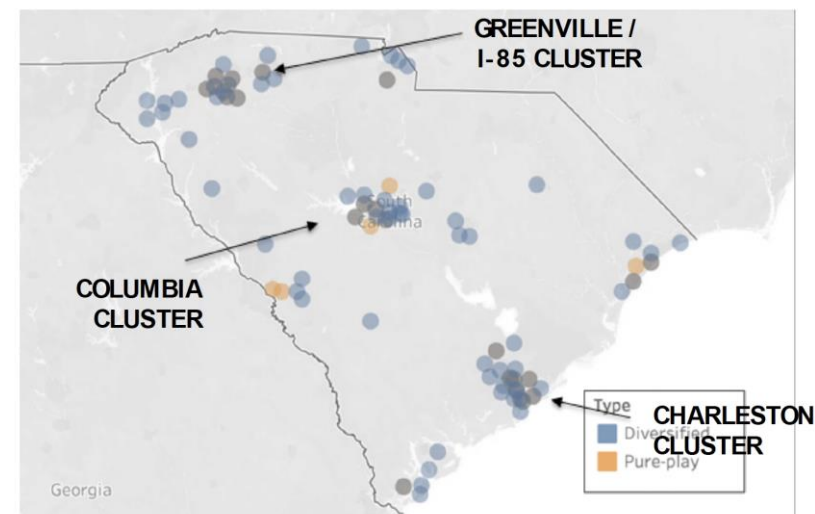 GREENVILLE /
I-85 CLUSTER
South
Carolina
COLUMBIA
CLUSTER
Type
Diversified
Pure-play
CHARLESTON
CLUSTER
Georgia